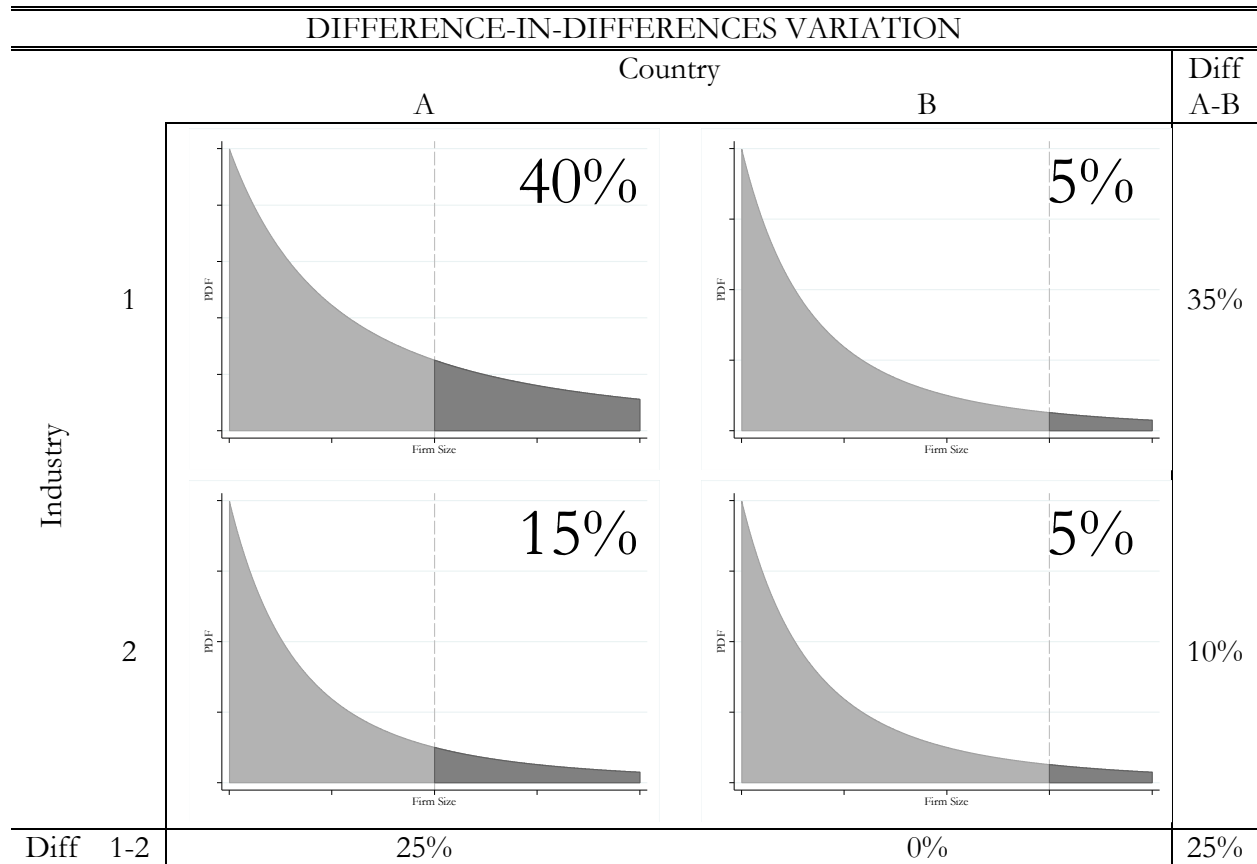 DIFFERENCE-IN-DIFFERENCES VARIATION
Country
Diff
A
B
A-B
40%
5%
PDF
PDF
1
35%
Firm Size
Firm Size
Industry
15%
5%
PDF
PDF
2
10%
Firm Size
Firm Size
Diff 1-2 25% 0% 25%